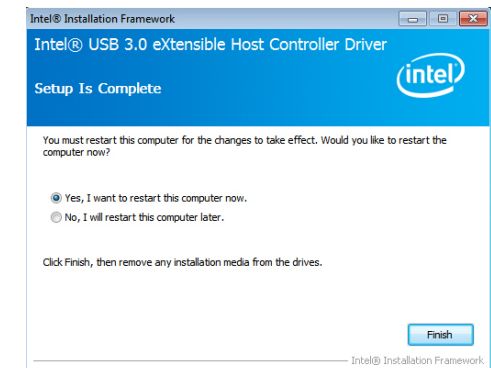 Intel® Installation Framework
Intel® USB 3.0 eXtensible Host Controller Driver
intel®
Setup Is Complete
You must restart this computer for the changes to take effect. Would you like to restart the
computer now?
Yes, I want to restart this computer now.
No, I will restart this computer later.
Click Finish, then remove any installation media from the drives.
Finish
Intel® Installation Framework